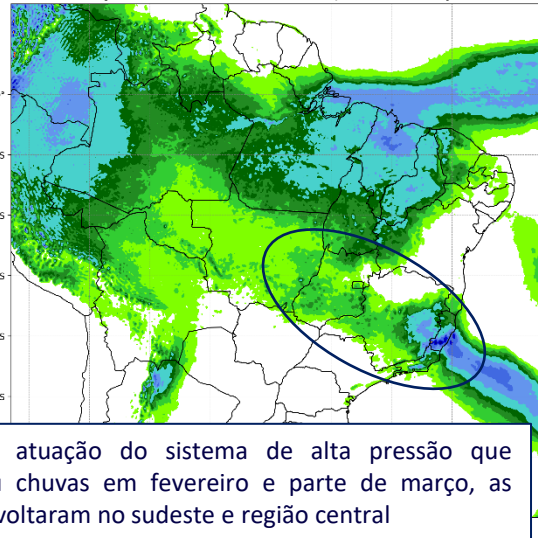 atuação do sistema de alta pressão que
chuvas em fevereiro e parte de março, as
voltaram no sudeste e região central